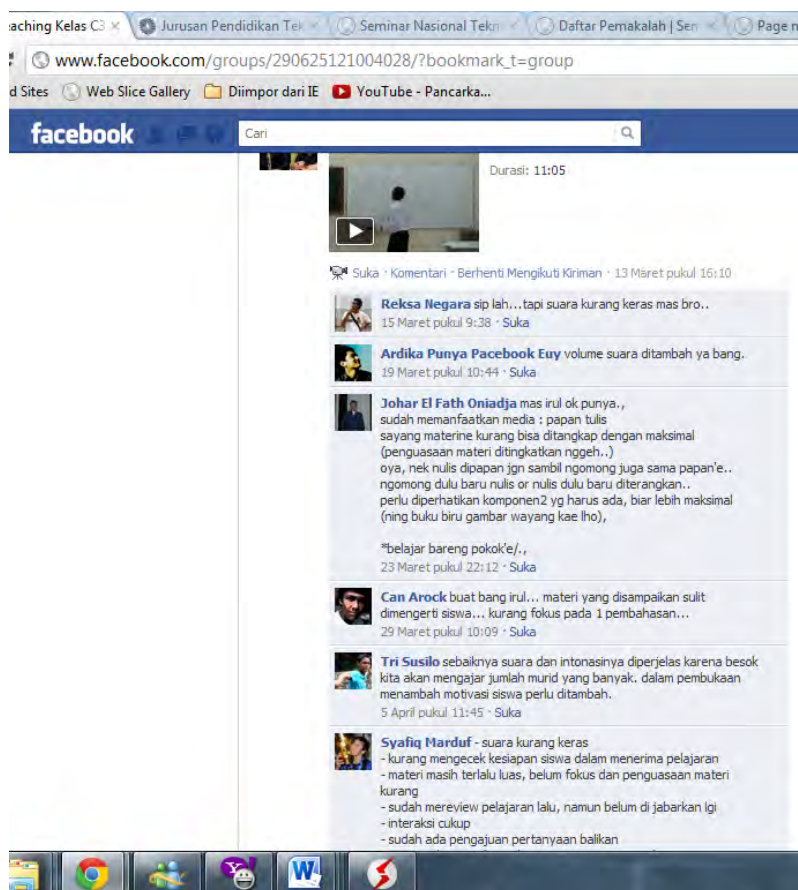 eaching Kelas C3
Jurusan Pendidikan Tek
Seminar Nasional Tekn
Daftar Pemakalah | Sen
Page n
www.facebook.com/groups/290625121004028/?bookmark_t=group
d Sites
Web Slice Gallery
Diimpor dari IE
YouTube - Pancarka...
facebook
Cari
Durasi: 11:05
Suka · Komentari · Berhenti Mengikuti Kiriman · 13 Maret pukul 16:10
Reksa Negara sip lah...tapi suara kurang keras mas bro..
15 Maret pukul 9:38 · Suka
Ardika Punya Pacebook Euy volume suara ditambah ya bang.
19 Maret pukul 10:44 · Suka
Johar El Fath Oniadja mas irul ok punya.,
sudah memanfaatkan media : papan tulis
sayang materine kurang bisa ditangkap dengan maksimal
(penguasaan materi ditingkatkan nggeh..)
oya, nek nulis dipapan jgn sambil ngomong juga sama papan'e..
ngomong dulu baru nulis or nulis dulu baru diterangkan..
perlu diperhatikan komponen2 yg harus ada, biar lebih maksimal
(ning buku biru gambar wayang kae lho),
*belajar bareng pokok'e/.,
23 Maret pukul 22:12 · Suka
Can Arock buat bang irul... materi yang disampaikan sulit
dimengerti siswa... kurang fokus pada 1 pembahasan...
29 Maret pukul 10:09 · Suka
Tri Susilo sebaiknya suara dan intonasinya diperjelas karena besok
kita akan mengajar jumlah murid yang banyak. dalam pembukaan
menambah motivasi siswa perlu ditambah.
5 April pukul 11:45 · Suka
Syafiq Marduf - suara kurang keras
- kurang mengecek kesiapan siswa dalam menerima pelajaran
- materi masih terlalu luas, belum fokus dan penguasaan materi
kurang
- sudah mereview pelajaran lalu, namun belum di jabarkan lgi
- interaksi cukup
- sudah ada pengajuan pertanyaan balikan